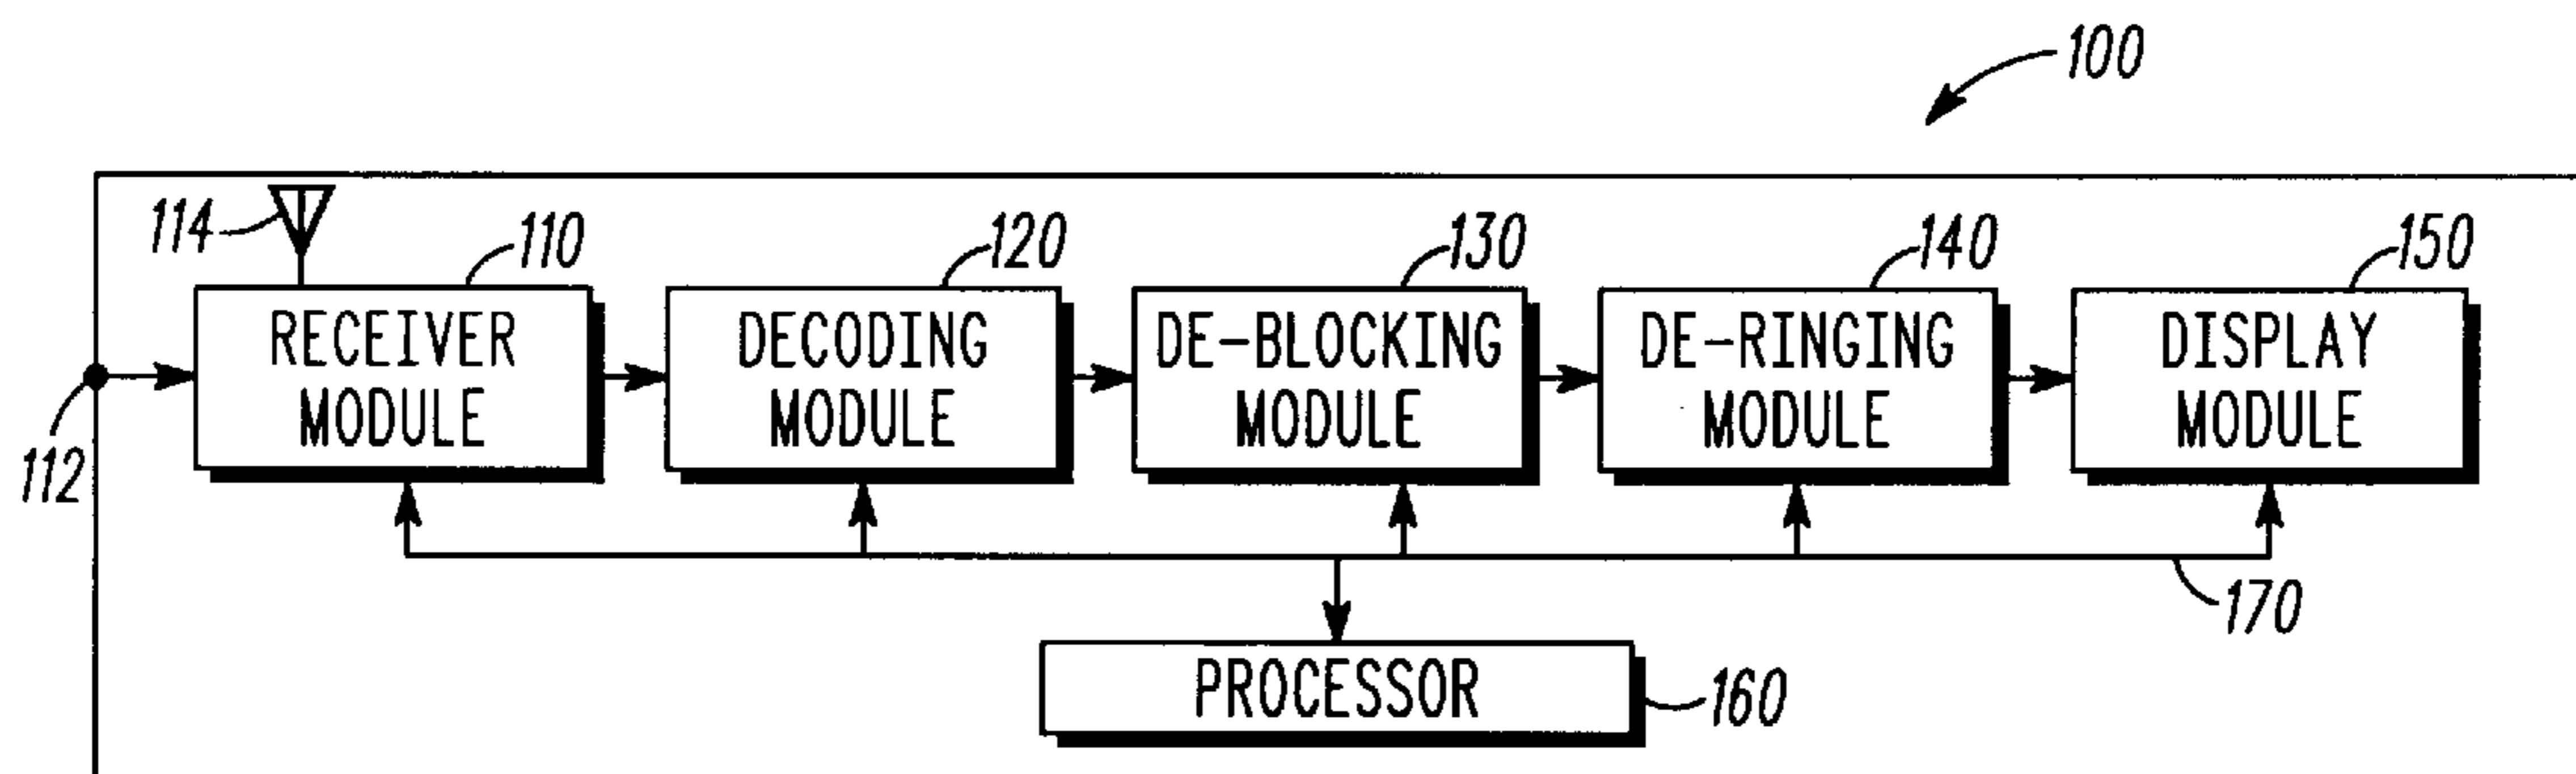 100
114
110
120
130
140
150
RECEIVER
MODULE
DECODING
MODULE
DE-BLOCKING
MODULE
DE-RINGING
MODULE
DISPLAY
MODULE
112
170
PROCESSOR
160